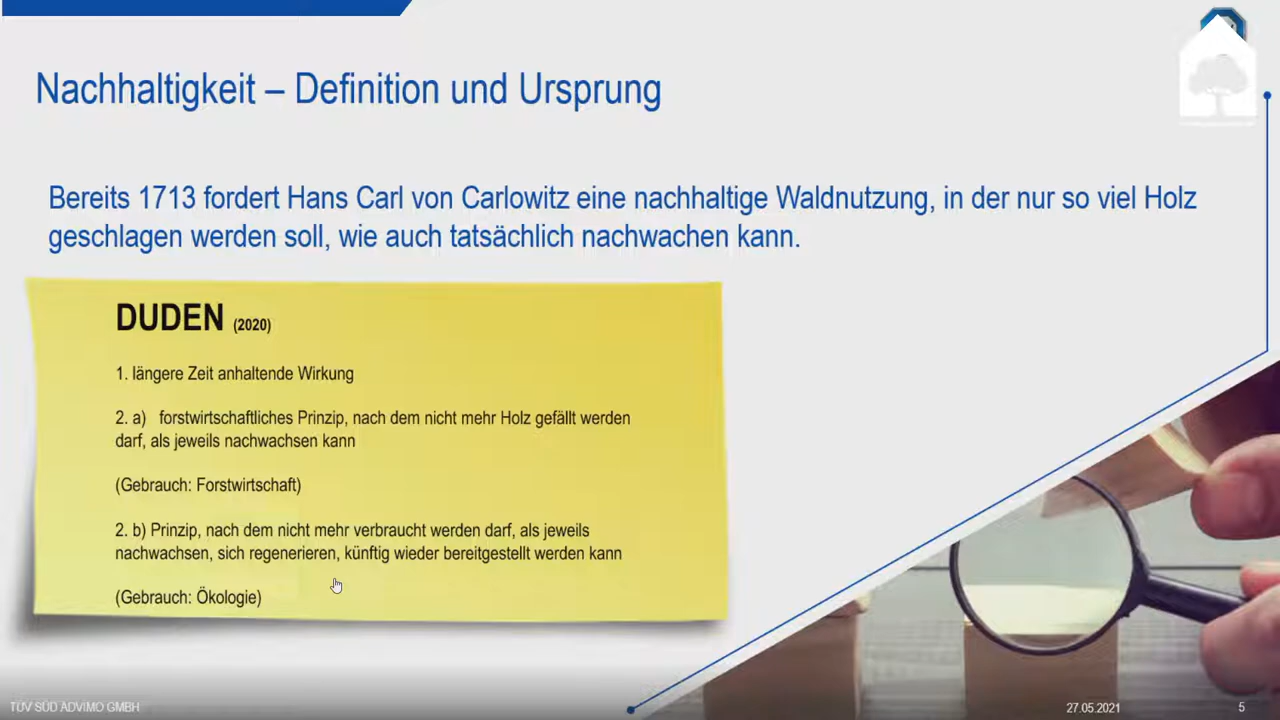 Nachhaltigkeit – Definition und Ursprung
Bereits 1713 fordert Hans Carl von Carlowitz eine nachhaltige Waldnutzung, in der nur so viel Holz
geschlagen werden soll, wie auch tatsächlich nachwachen kann.
DUDEN (2020)
1. längere Zeit anhaltende Wirkung
2. a) forstwirtschaftliches Prinzip, nach dem nicht mehr Holz gefällt werden
darf, als jeweils nachwachsen kann
(Gebrauch: Forstwirtschaft)
2. b) Prinzip, nach dem nicht mehr verbraucht werden darf, als jeweils
nachwachsen, sich regenerieren, künftig wieder bereitgestellt werden kann
(Gebrauch: Ökologie)
TÜV SÜD ADVIMO GMBH
27.05.2021
5